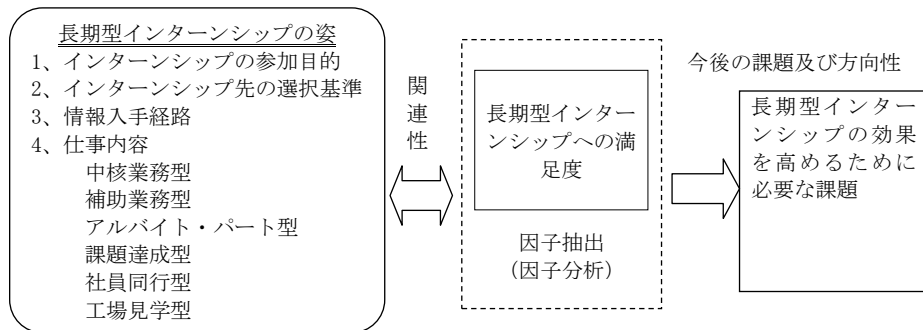 長期型インターンシップの姿
1、インターンシップの参加目的
2、インターンシップ先の選択基準
3、情報入手経路
4、仕事内容
中核業務型
補助業務型
アルバイト・パート型
課題達成型
社員同行型
工場見学型
関連性
長期型インター
ンシップへの満
足度
因子抽出
（因子分析）
今後の課題及び方向性
長期型インター
ンシップの効果
を高めるために
必要な課題